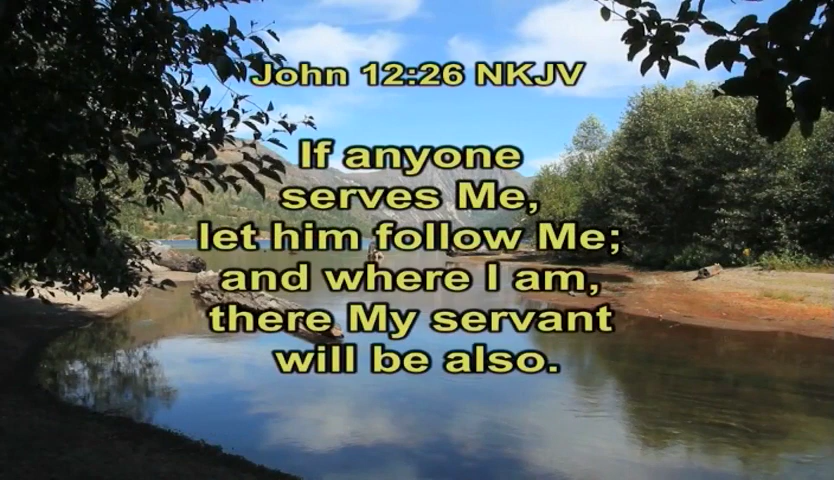 John 12:26 NKJV
If anyone
serves Me,
let him follow Me;
and where I am,
there My servant
will be also.